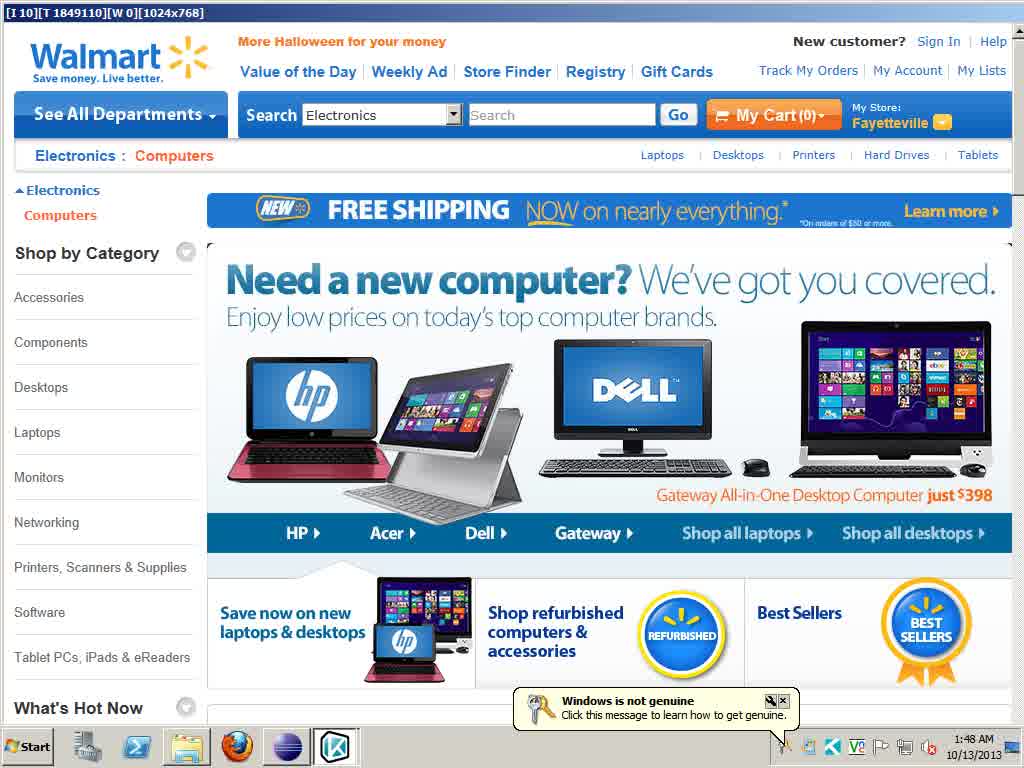 [I 10][T 1849110][W 0][1024x768]
Walmart
Save money. Live better.
More Halloween for your money
New customer? Sign In Help
Value of the Day Weekly Ad Store Finder Registry Gift Cards
Track My Orders My Account My Lists
See All Departments
Search Electronics Search Go
My Cart (0)
My Store:
Fayetteville
Electronics : Computers
Laptops Desktops Printers Hard Drives Tablets
Electronics
Computers
NEW FREE SHIPPING NOW on nearly everything.* *On orders of $50 or more. Learn more
Shop by Category
Accessories
Components
Desktops
Laptops
Monitors
Networking
Printers, Scanners & Supplies
Software
Tablet PCs, iPads & eReaders
What's Hot Now
Need a new computer? We've got you covered.
Enjoy low prices on today's top computer brands.
hp
DELL™
DELL
Start
ebay
Gateway All-in-One Desktop Computer just $398
HP Acer Dell Gateway Shop all laptops Shop all desktops
Save now on new
laptops & desktops
hp
Shop refurbished
computers &
accessories
REFURBISHED
Best Sellers
BEST
SELLERS
Windows is not genuine
Click this message to learn how to get genuine.
Start
1:48 AM
10/13/2013